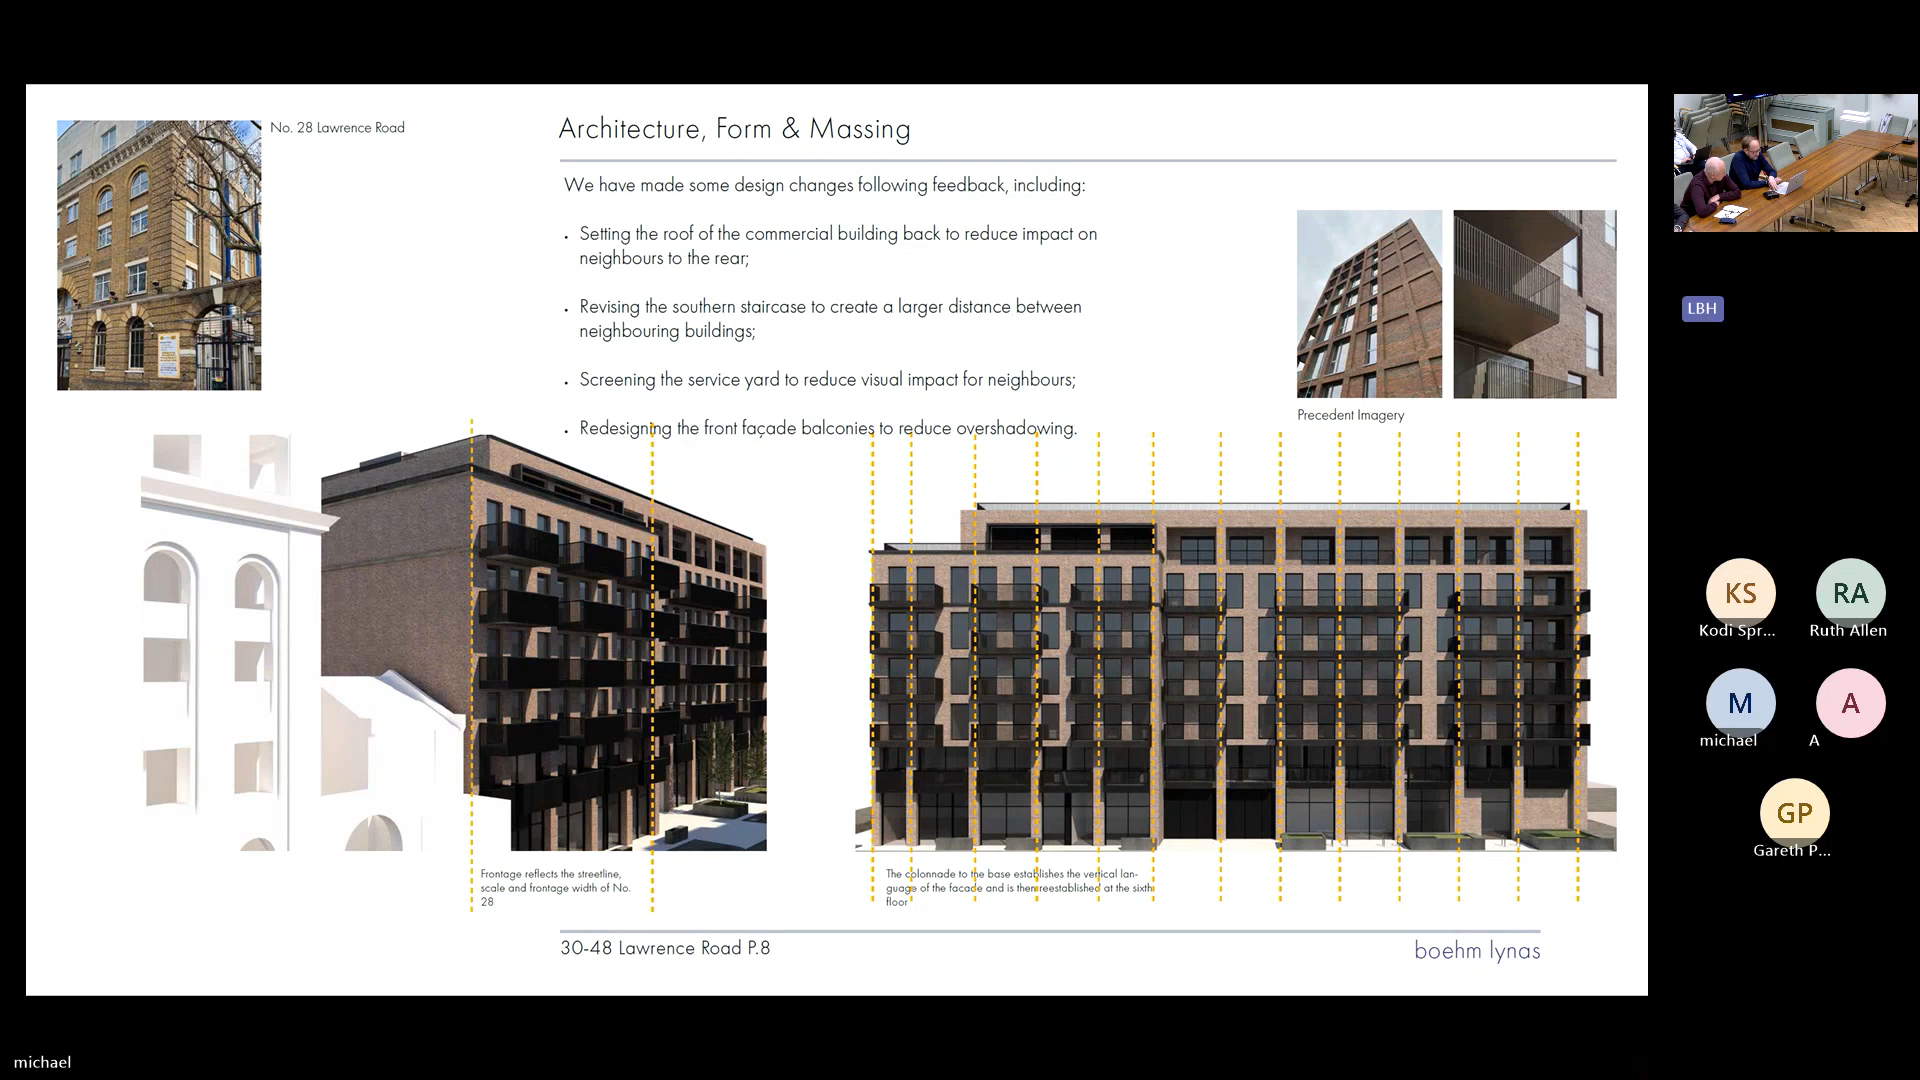 No. 28 Lawrence Road
Architecture, Form & Massing
We have made some design changes following feedback, including:
• Setting the roof of the commercial building back to reduce impact on
neighbours to the rear;
• Revising the southern staircase to create a larger distance between
neighbouring buildings;
• Screening the service yard to reduce visual impact for neighbours;
• Redesigning the front façade balconies to reduce overshadowing.
Precedent Imagery
Frontage reflects the streetline,
scale and frontage width of No.
28
The colonnade to the base establishes the vertical lan-
guage of the facade and is then reestablished at the sixth
floor
30-48 Lawrence Road P.8
boehm lynas
LBH
KS
Kodi Spr...
RA
Ruth Allen
M
michael
A
A
GP
Gareth P...
michael